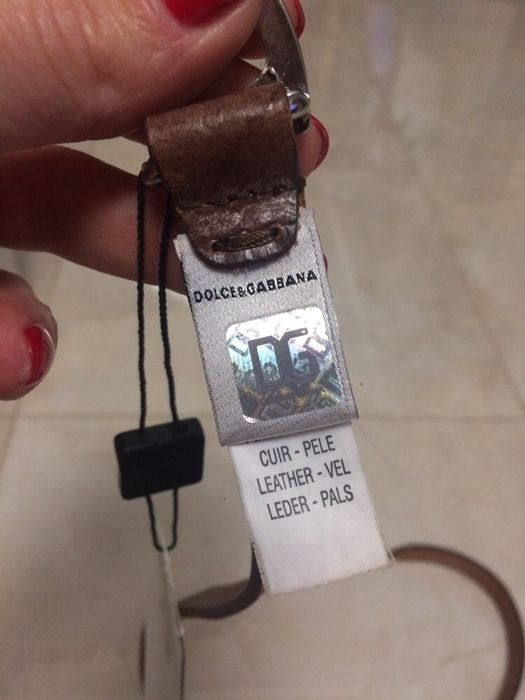 DOLCE&GABBANA
DG
CUIR - PELE
LEATHER - VEL
LEDER - PALS